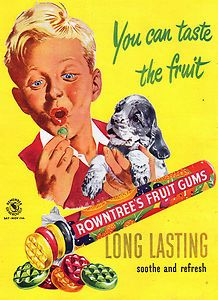 You can taste
the fruit
ROWNTREE'S FRUIT GUMS
LONG LASTING
soothe and refresh